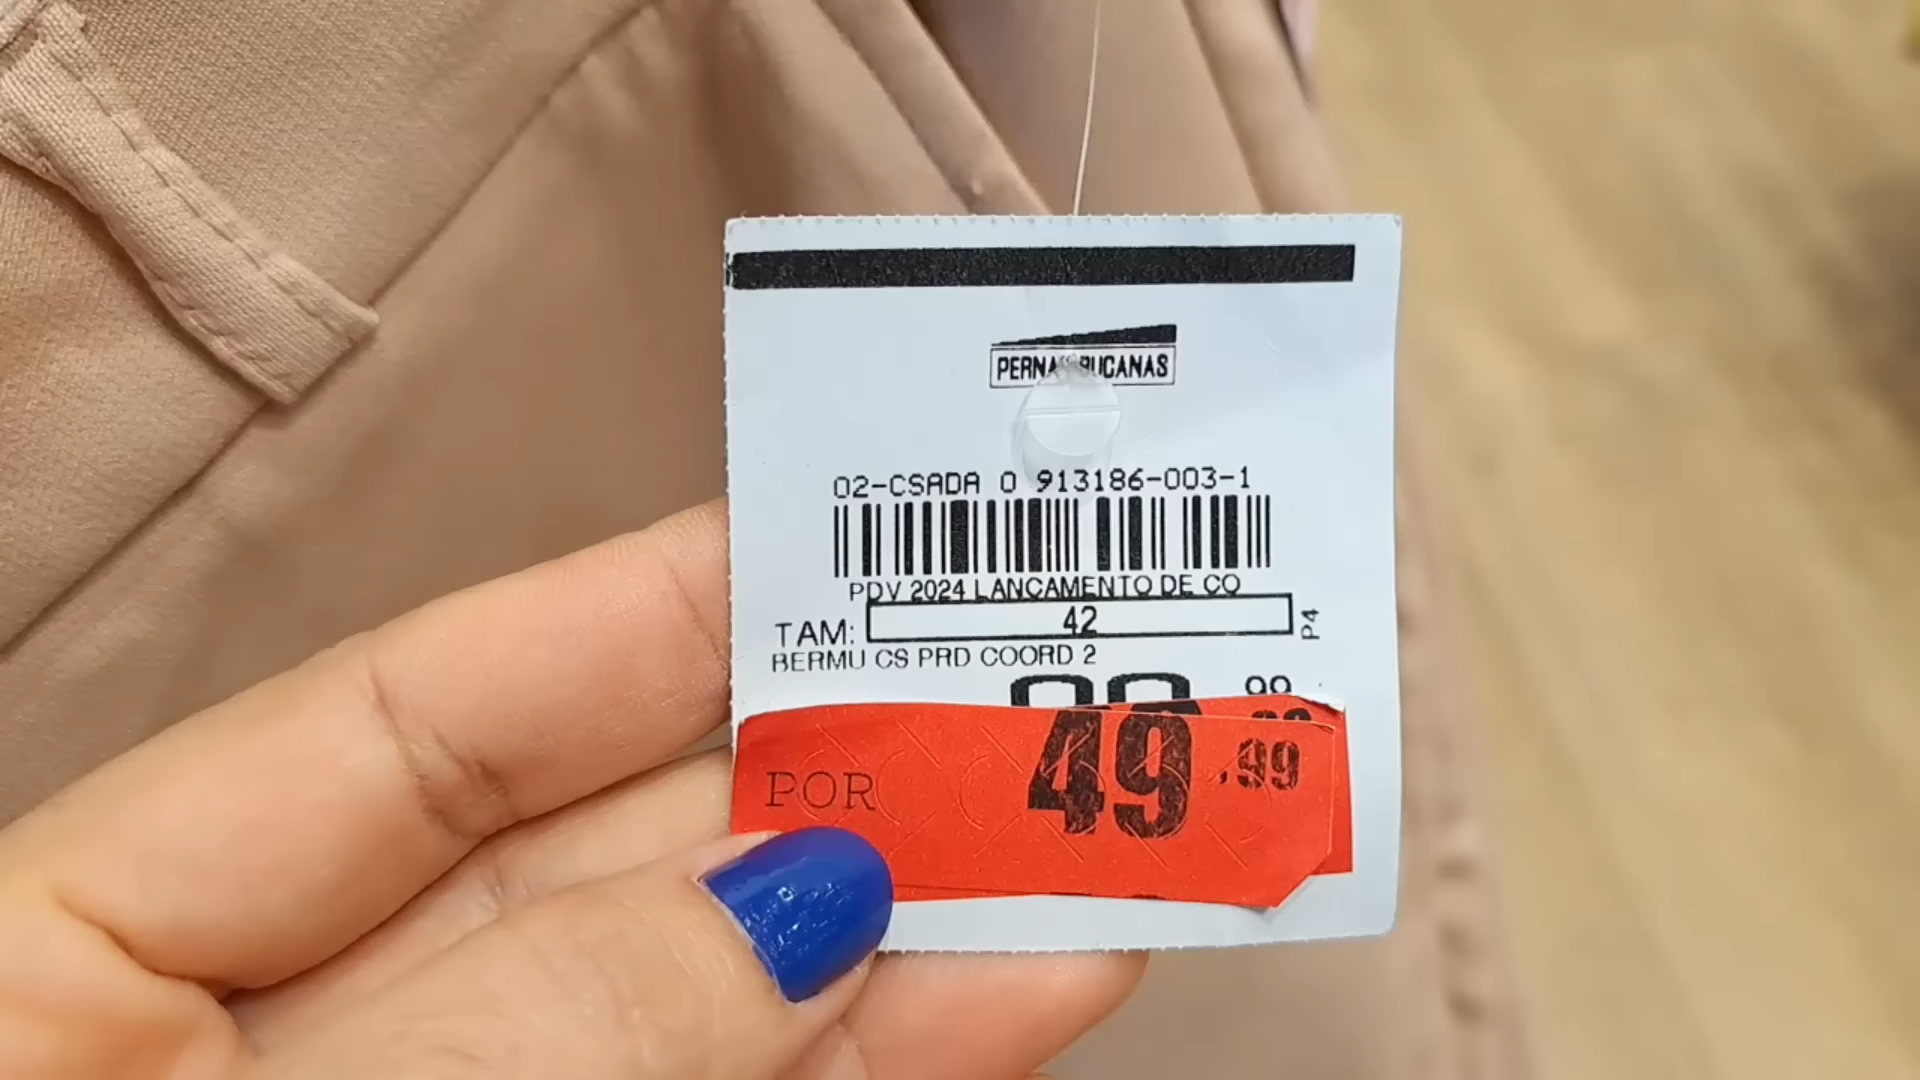 PERNAMBUCANAS
02-CSADA 0 913186-003-1
PDV 2024 LANCAMENTO DE CO
TAM: 42
P4
BERMU CS PRD COORD 2
,99
POR 49,99